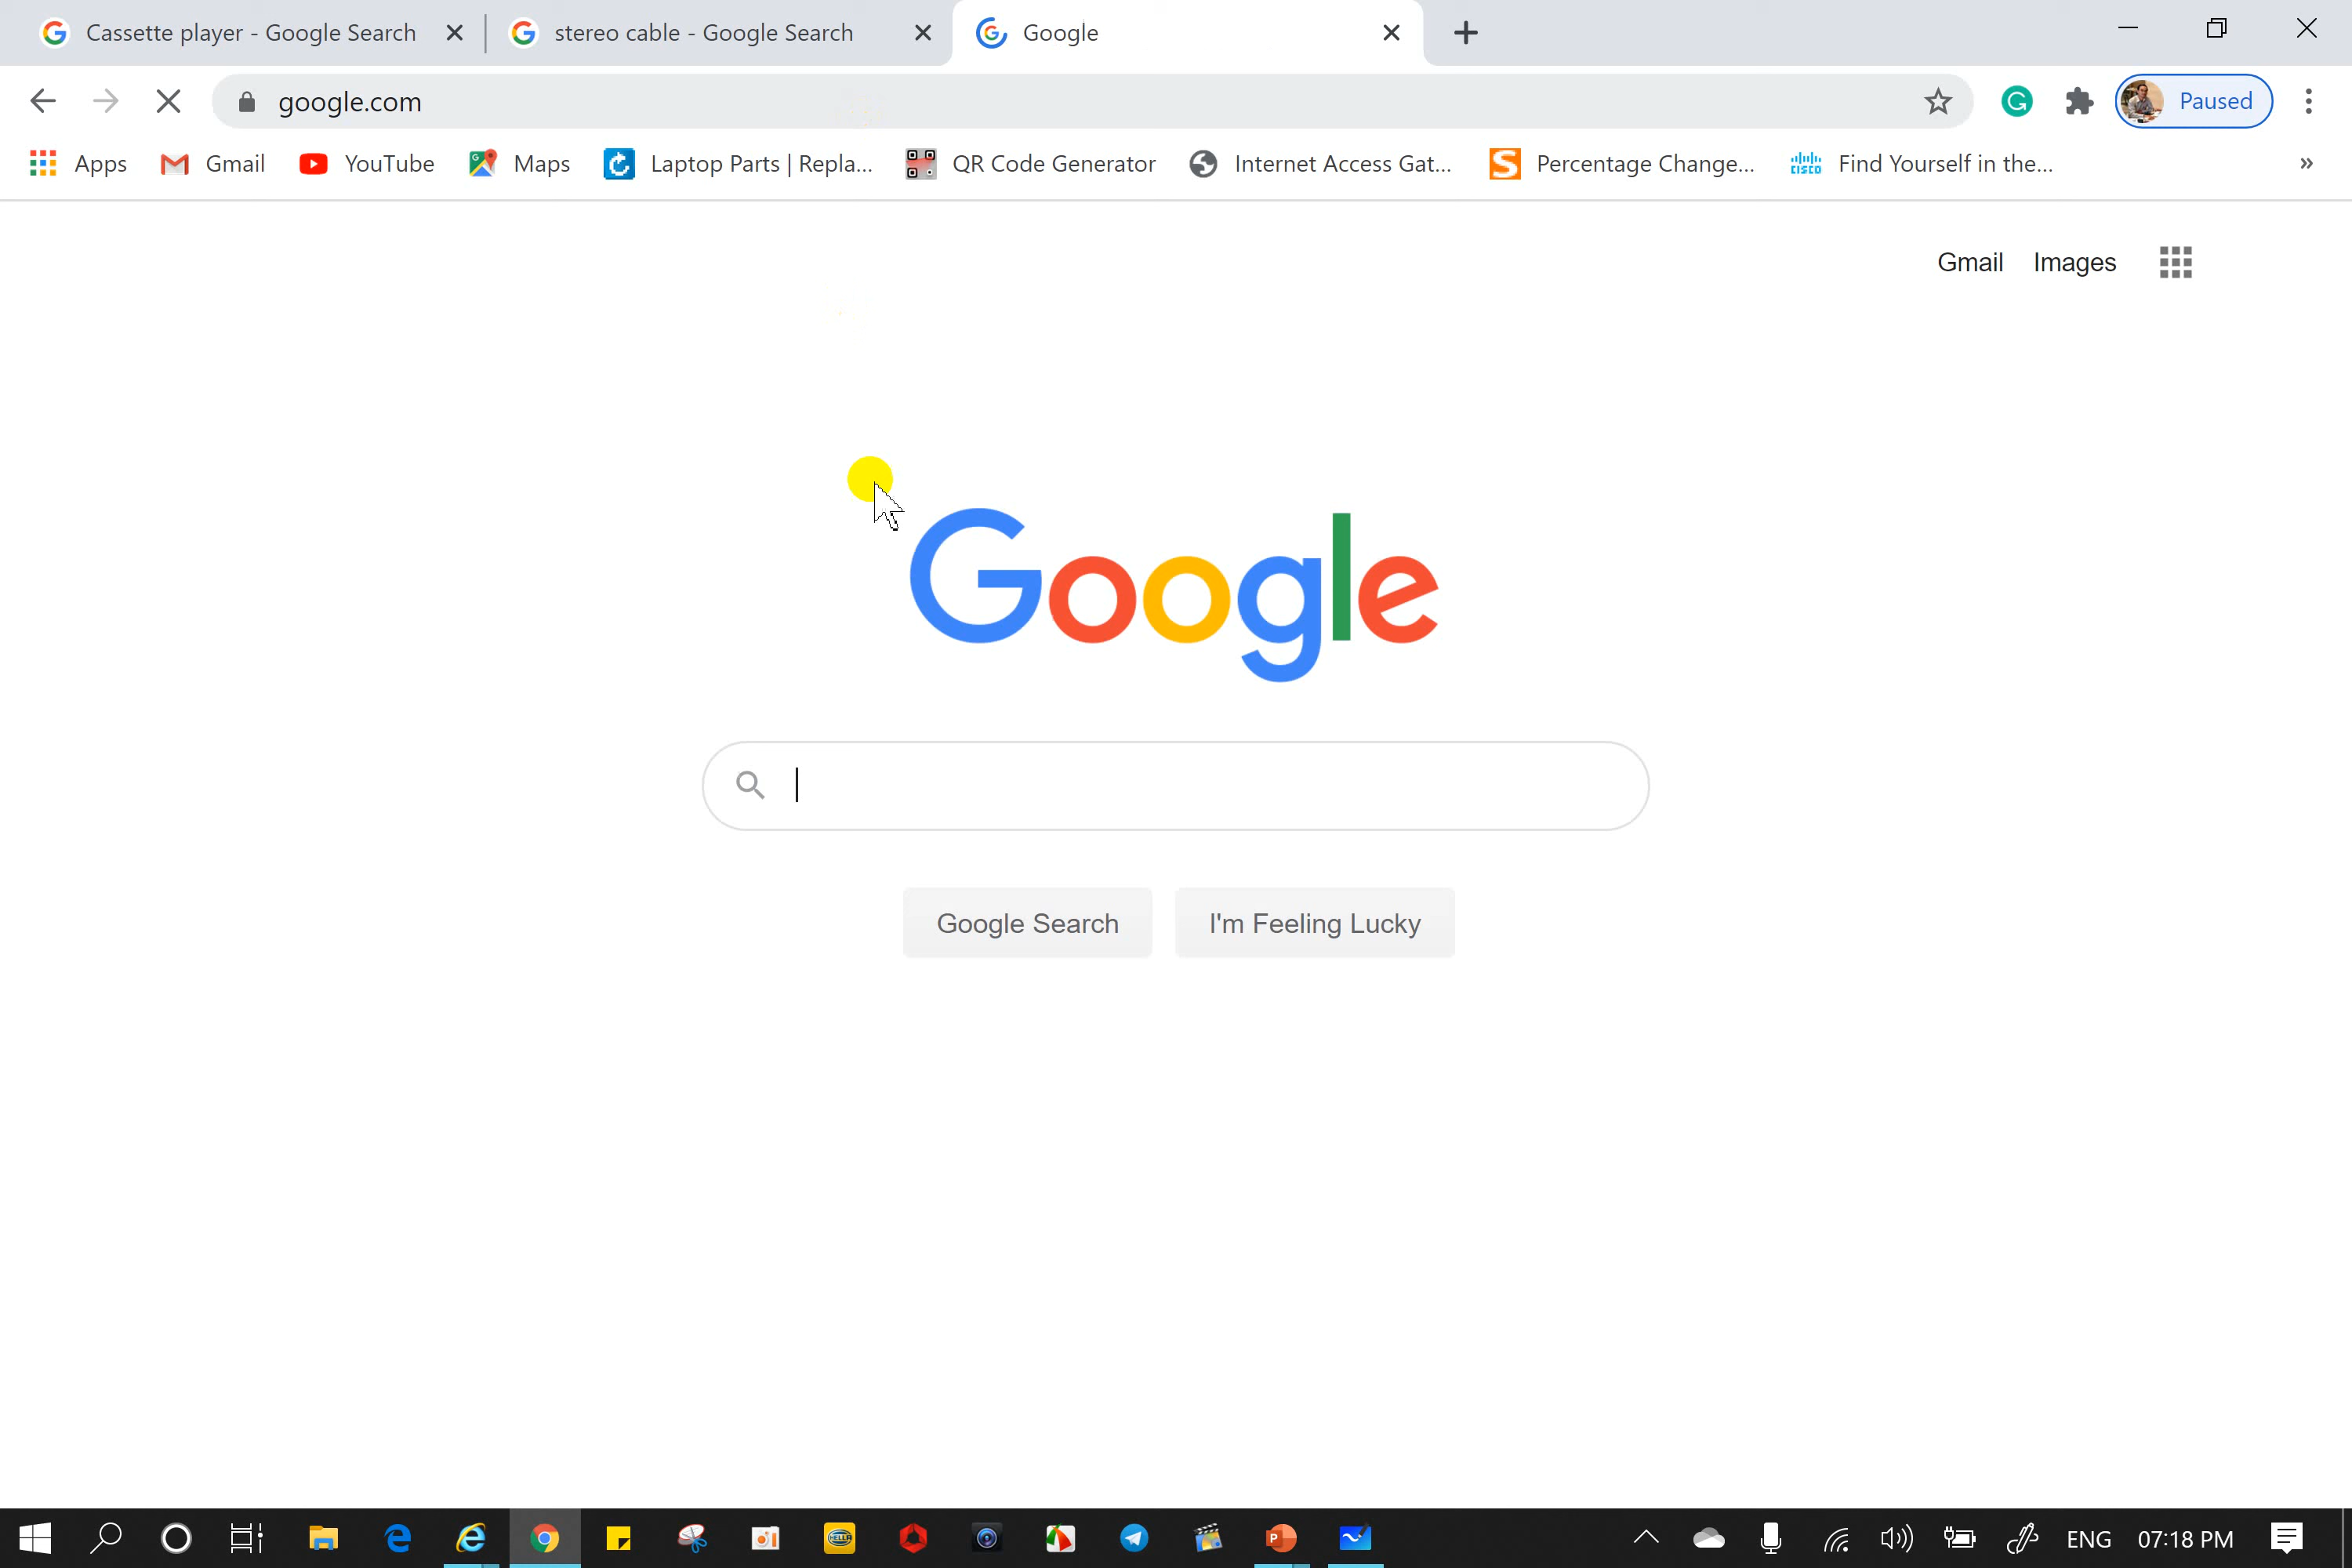 Cassette player - Google Search
stereo cable - Google Search
Google
google.com
Paused
Apps
Gmail
YouTube
Maps
Laptop Parts | Repla...
QR Code Generator
Internet Access Gat...
Percentage Change...
Find Yourself in the...
»
Gmail
Images
Google
Google Search
I'm Feeling Lucky
ENG
07:18 PM